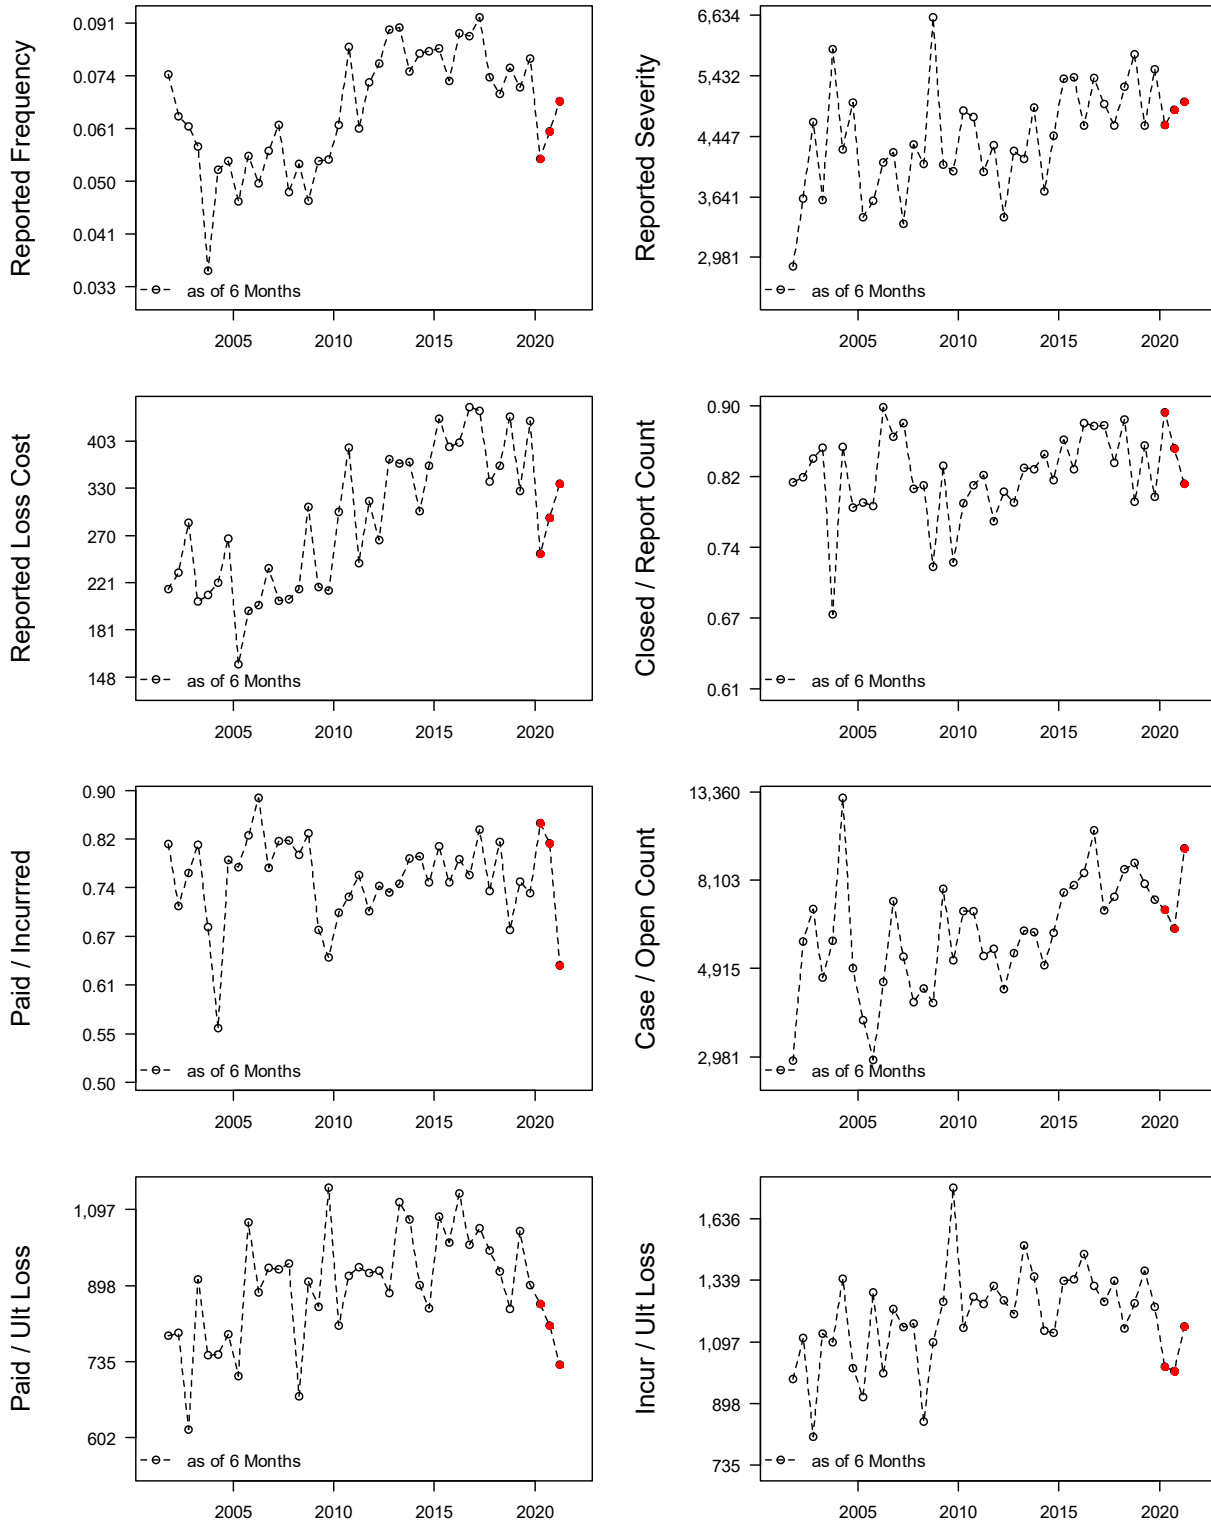 Reported Frequency
0.091
0.074
0.061
0.050
0.041
0.033
as of 6 Months
2005 2010 2015 2020
Reported Severity
6,634
5,432
4,447
3,641
2,981
as of 6 Months
2005 2010 2015 2020
Reported Loss Cost
403
330
270
221
181
148
as of 6 Months
2005 2010 2015 2020
Closed / Report Count
0.90
0.82
0.74
0.67
0.61
as of 6 Months
2005 2010 2015 2020
Paid / Incurred
0.90
0.82
0.74
0.67
0.61
0.55
0.50
as of 6 Months
2005 2010 2015 2020
Case / Open Count
13,360
8,103
4,915
2,981
as of 6 Months
2005 2010 2015 2020
Paid / Ult Loss
1,097
898
735
602
as of 6 Months
2005 2010 2015 2020
Incur / Ult Loss
1,636
1,339
1,097
898
735
as of 6 Months
2005 2010 2015 2020